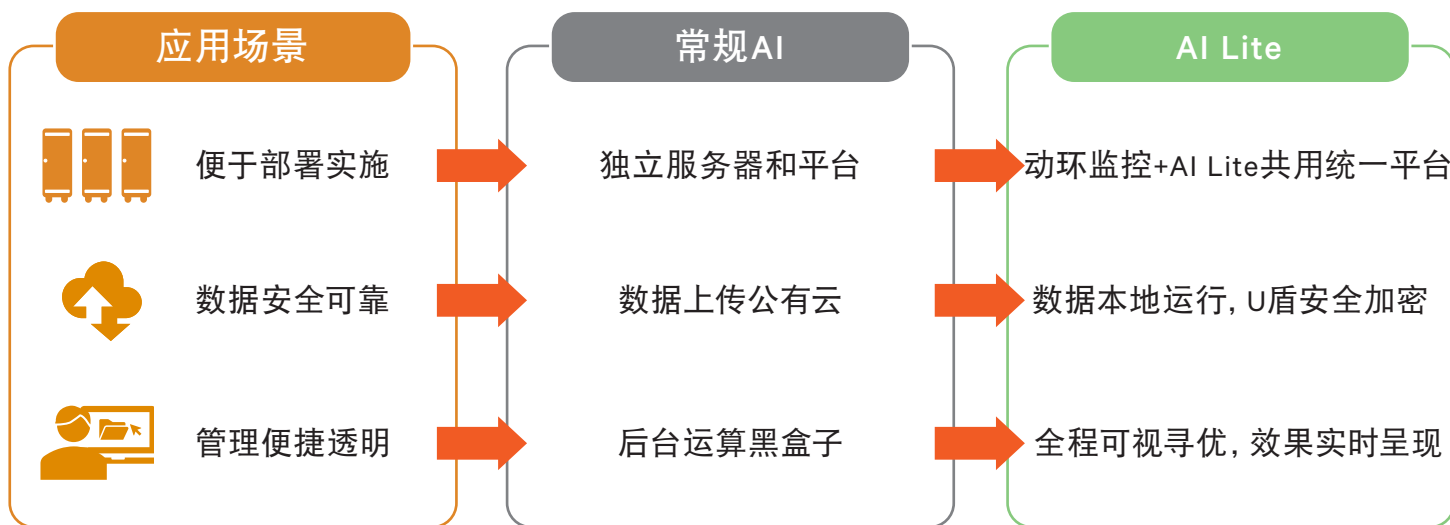 应用场景
常规AI
AI Lite
便于部署实施
独立服务器和平台
动环监控+AI Lite共用统一平台
数据安全可靠
数据上传公有云
数据本地运行, U盾安全加密
管理便捷透明
后台运算黑盒子
全程可视寻优, 效果实时呈现